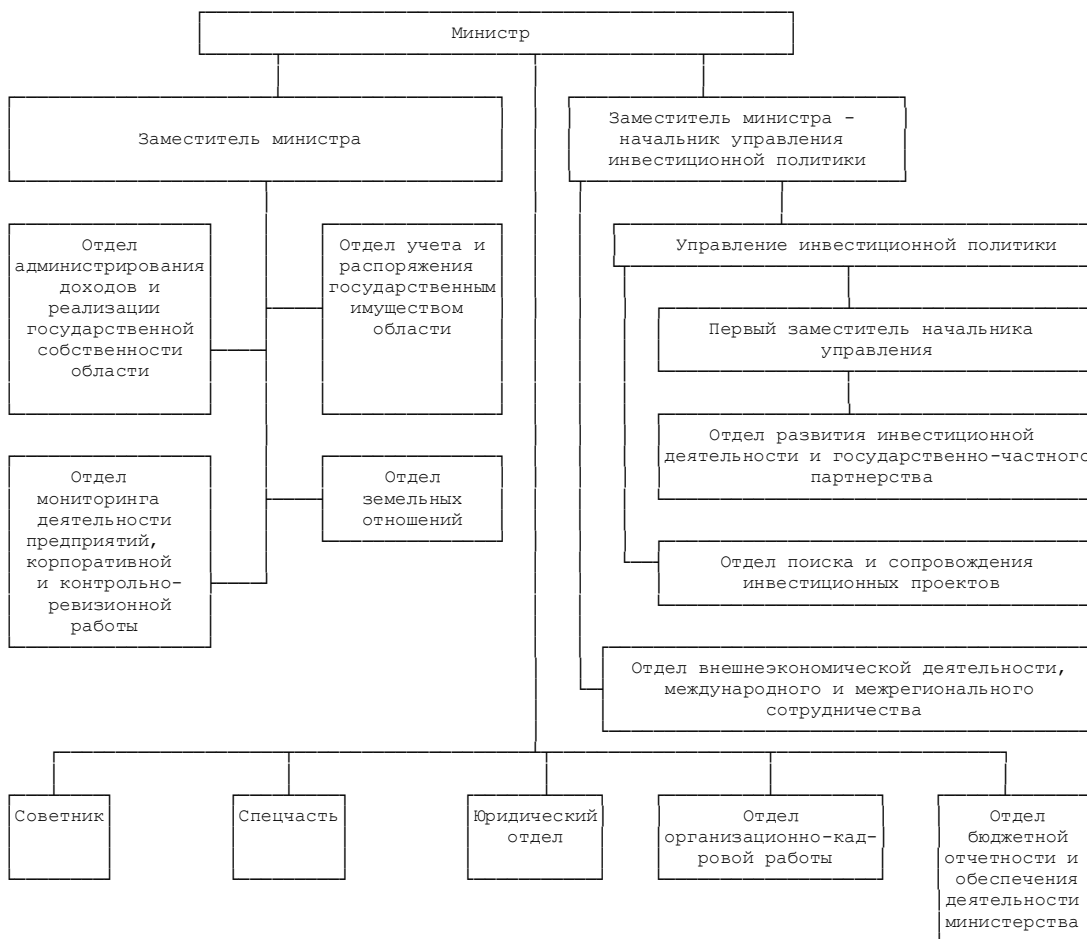 Министр
Заместитель министра
Заместитель министра -
начальник управления
инвестиционной политики
Отдел
администрирования
доходов и
реализации
государственной
собственности
области
Отдел учета и
распоряжения
государственным
имуществом
области
Управление инвестиционной политики
Первый заместитель начальника
управления
Отдел развития инвестиционной
деятельности и государственно-частного
партнерства
Отдел
мониторинга
деятельности
предприятий,
корпоративной
и контрольно-
ревизионной
работы
Отдел
земельных
отношений
Отдел поиска и сопровождения
инвестиционных проектов
Отдел внешнеэкономической деятельности,
международного и межрегионального
сотрудничества
Советник
Спецчасть
Юридический
отдел
Отдел
организационно-кад-
ровой работы
Отдел
бюджетной
отчетности и
обеспечения
деятельности
министерства